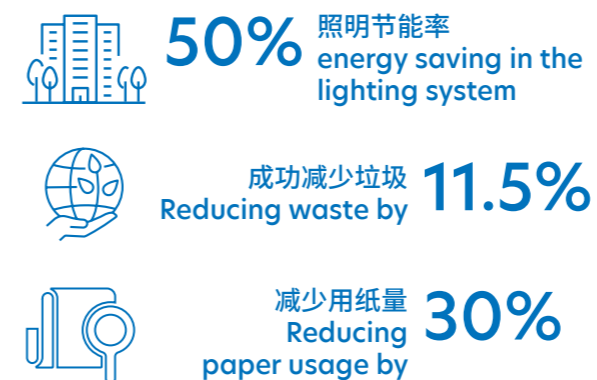 50%
照明节能率
energy saving in the
lighting system
成功减少垃圾
Reducing waste by
11.5%
减少用纸量
Reducing
paper usage by
30%